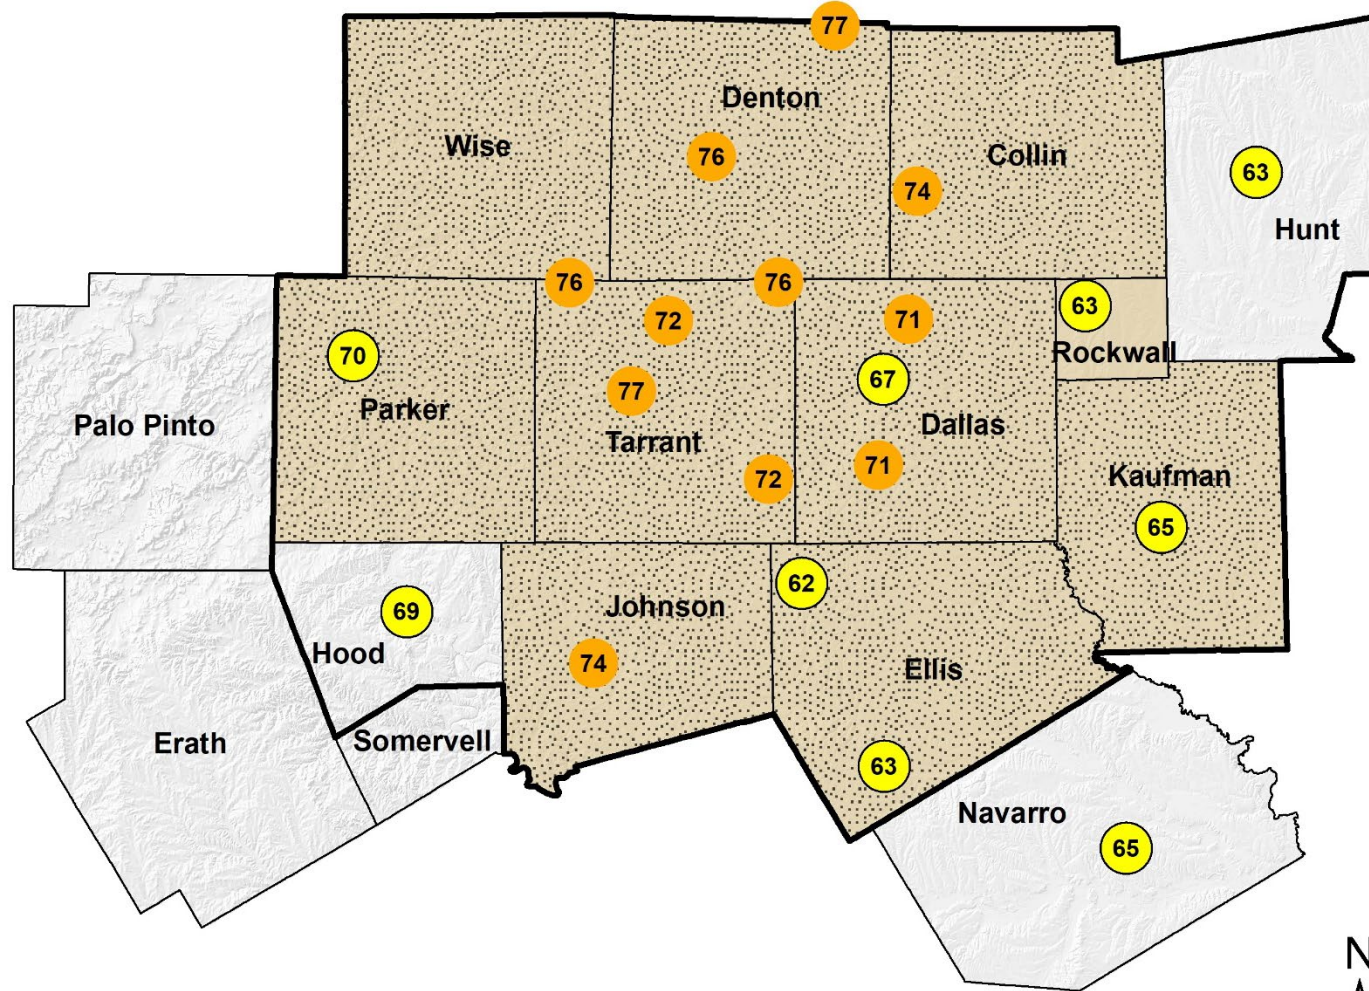 77
Denton
Wise
76
Collin
63
74
Hunt
76
76
63
72
71
Rockwall
70
77
67
Parker
Palo Pinto
Tarrant
Dallas
72
71
Kaufman
65
62
69
Johnson
Hood
74
Ellis
Erath
Somervell
63
Navarro
65
N